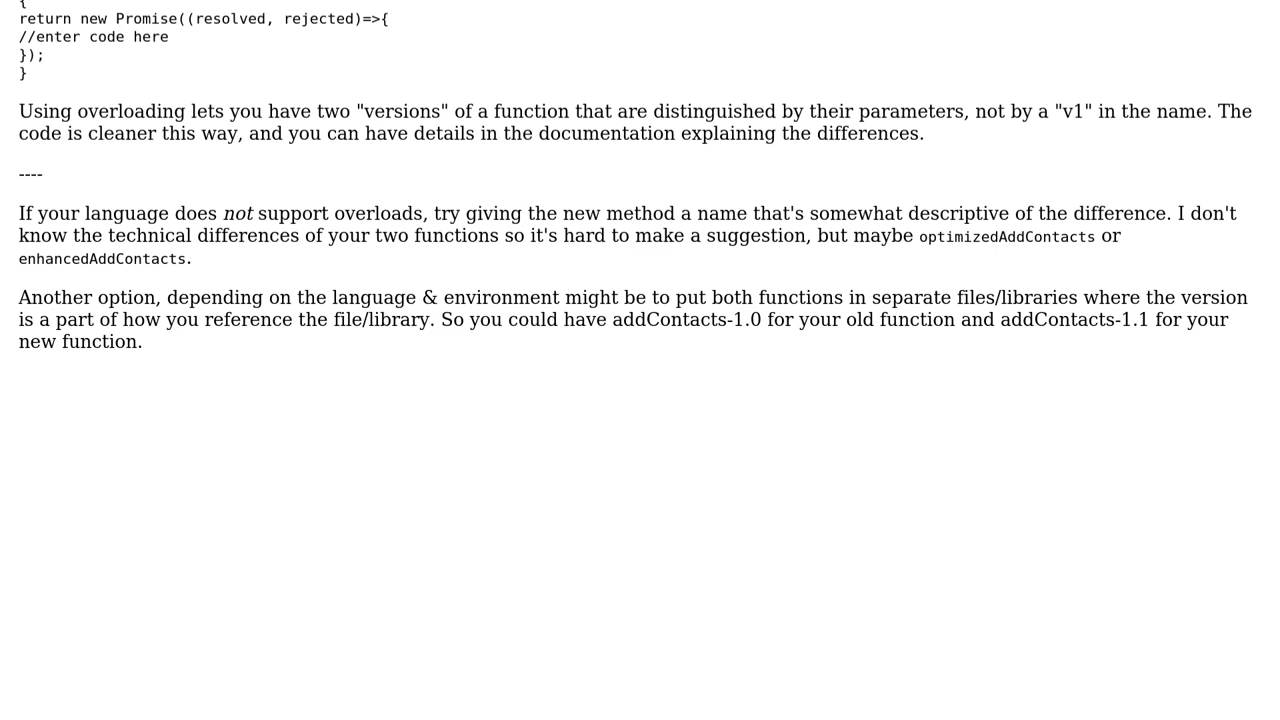 {
return new Promise((resolved, rejected)=>{
//enter code here
});
}
Using overloading lets you have two "versions" of a function that are distinguished by their parameters, not by a "v1" in the name. The
code is cleaner this way, and you can have details in the documentation explaining the differences.
----
If your language does not support overloads, try giving the new method a name that's somewhat descriptive of the difference. I don't
know the technical differences of your two functions so it's hard to make a suggestion, but maybe optimizedAddContacts or
enhancedAddContacts.
Another option, depending on the language & environment might be to put both functions in separate files/libraries where the version
is a part of how you reference the file/library. So you could have addContacts-1.0 for your old function and addContacts-1.1 for your
new function.